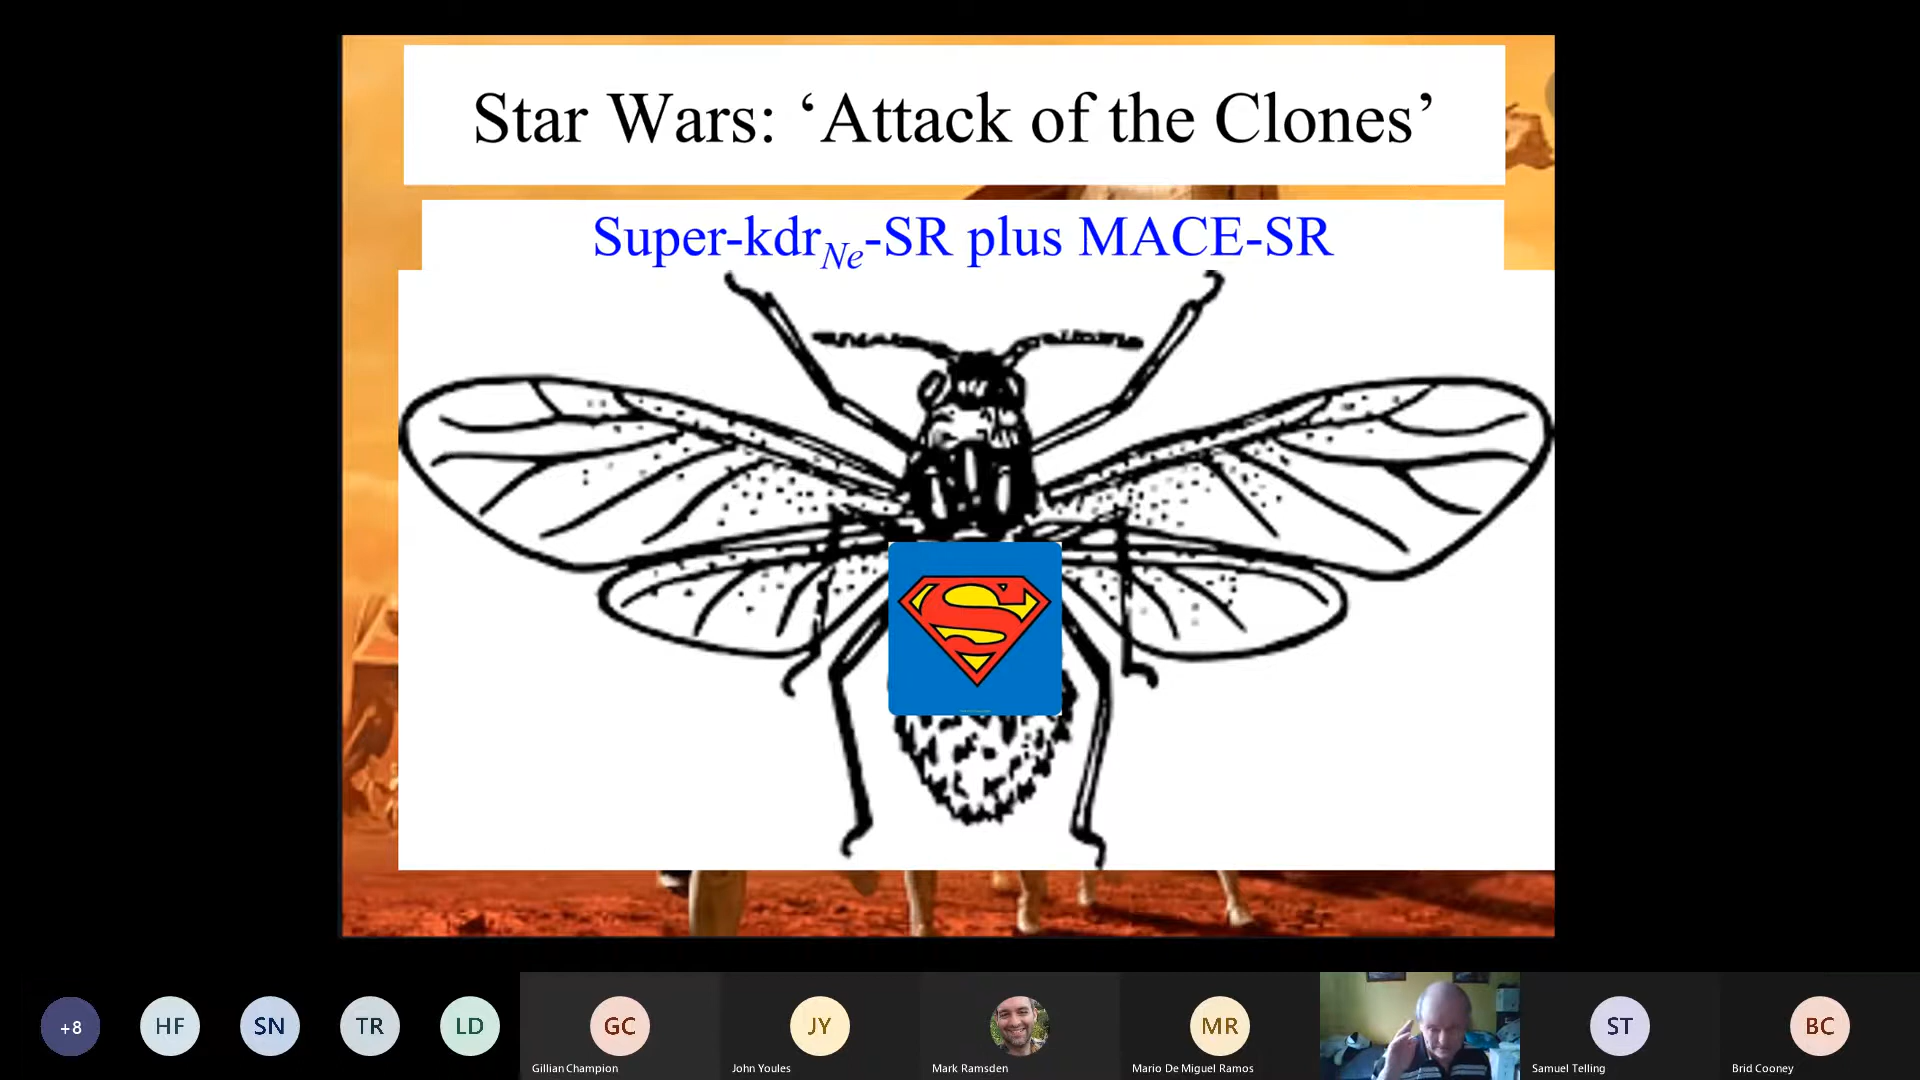 Star Wars: ‘Attack of the Clones’
Super-kdrNe-SR plus MACE-SR
S
+8
HF
SN
TR
LD
GC
JY
MR
ST
BC
Gillian Champion
John Youles
Mark Ramsden
Mario De Miguel Ramos
Samuel Telling
Brid Cooney